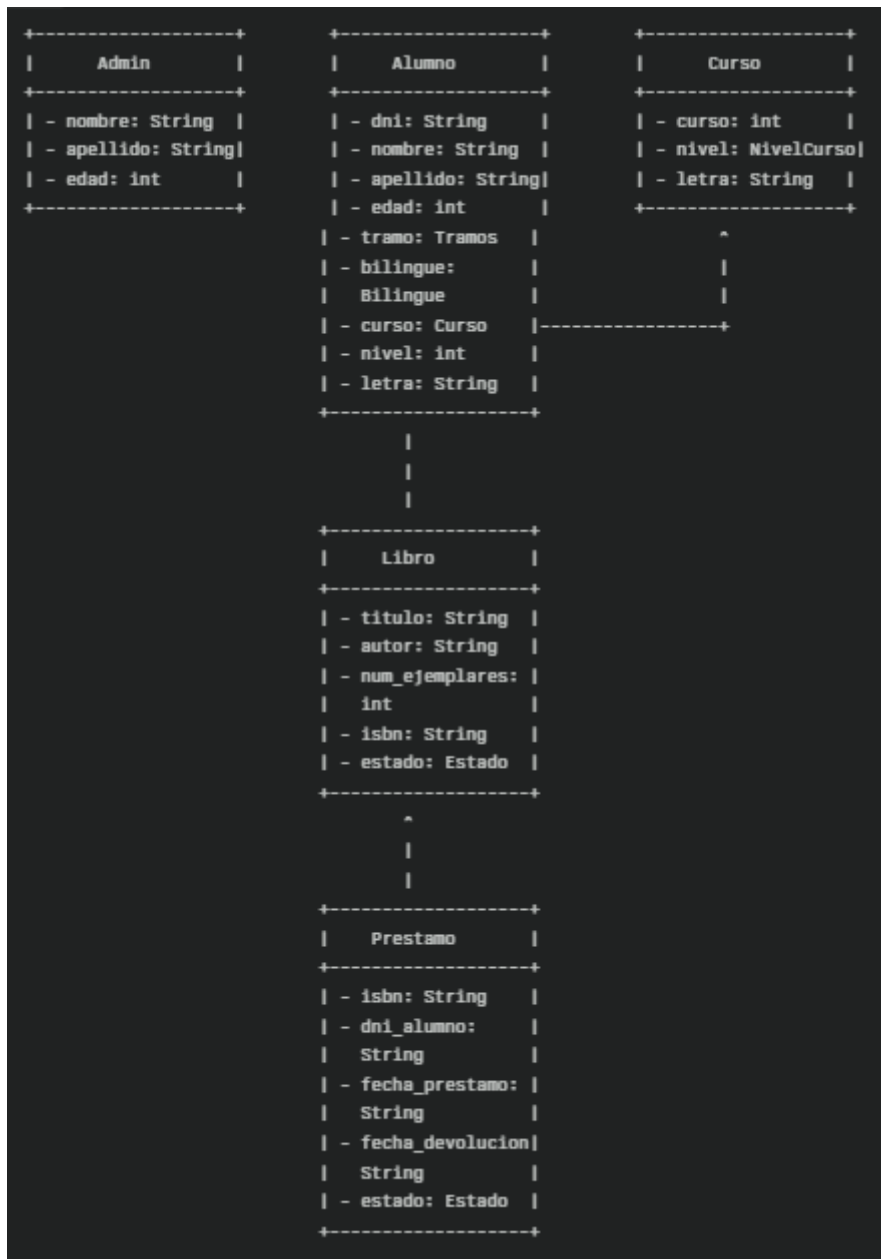 +-------------------+ +-------------------+ +-------------------+
| Admin | | Alumno | | Curso |
+-------------------+ +-------------------+ +-------------------+
| - nombre: String | | - dni: String | | - curso: int |
| - apellido: String| | - nombre: String | | - nivel: NivelCurso|
| - edad: int | | - apellido: String| | - letra: String |
+-------------------+ | - edad: int | +-------------------+
| - tramo: Tramos | ^
| - bilingue: | |
| Bilingue | |
| - curso: Curso |-----------------+
| - nivel: int |
| - letra: String |
+-------------------+
|
|
|
+-------------------+
| Libro |
+-------------------+
| - titulo: String |
| - autor: String |
| - num_ejemplares: |
| int |
| - isbn: String |
| - estado: Estado |
+-------------------+
^
|
|
+-------------------+
| Prestamo |
+-------------------+
| - isbn: String |
| - dni_alumno: |
| String |
| - fecha_prestamo: |
| String |
| - fecha_devolucion|
| String |
| - estado: Estado |
+-------------------+